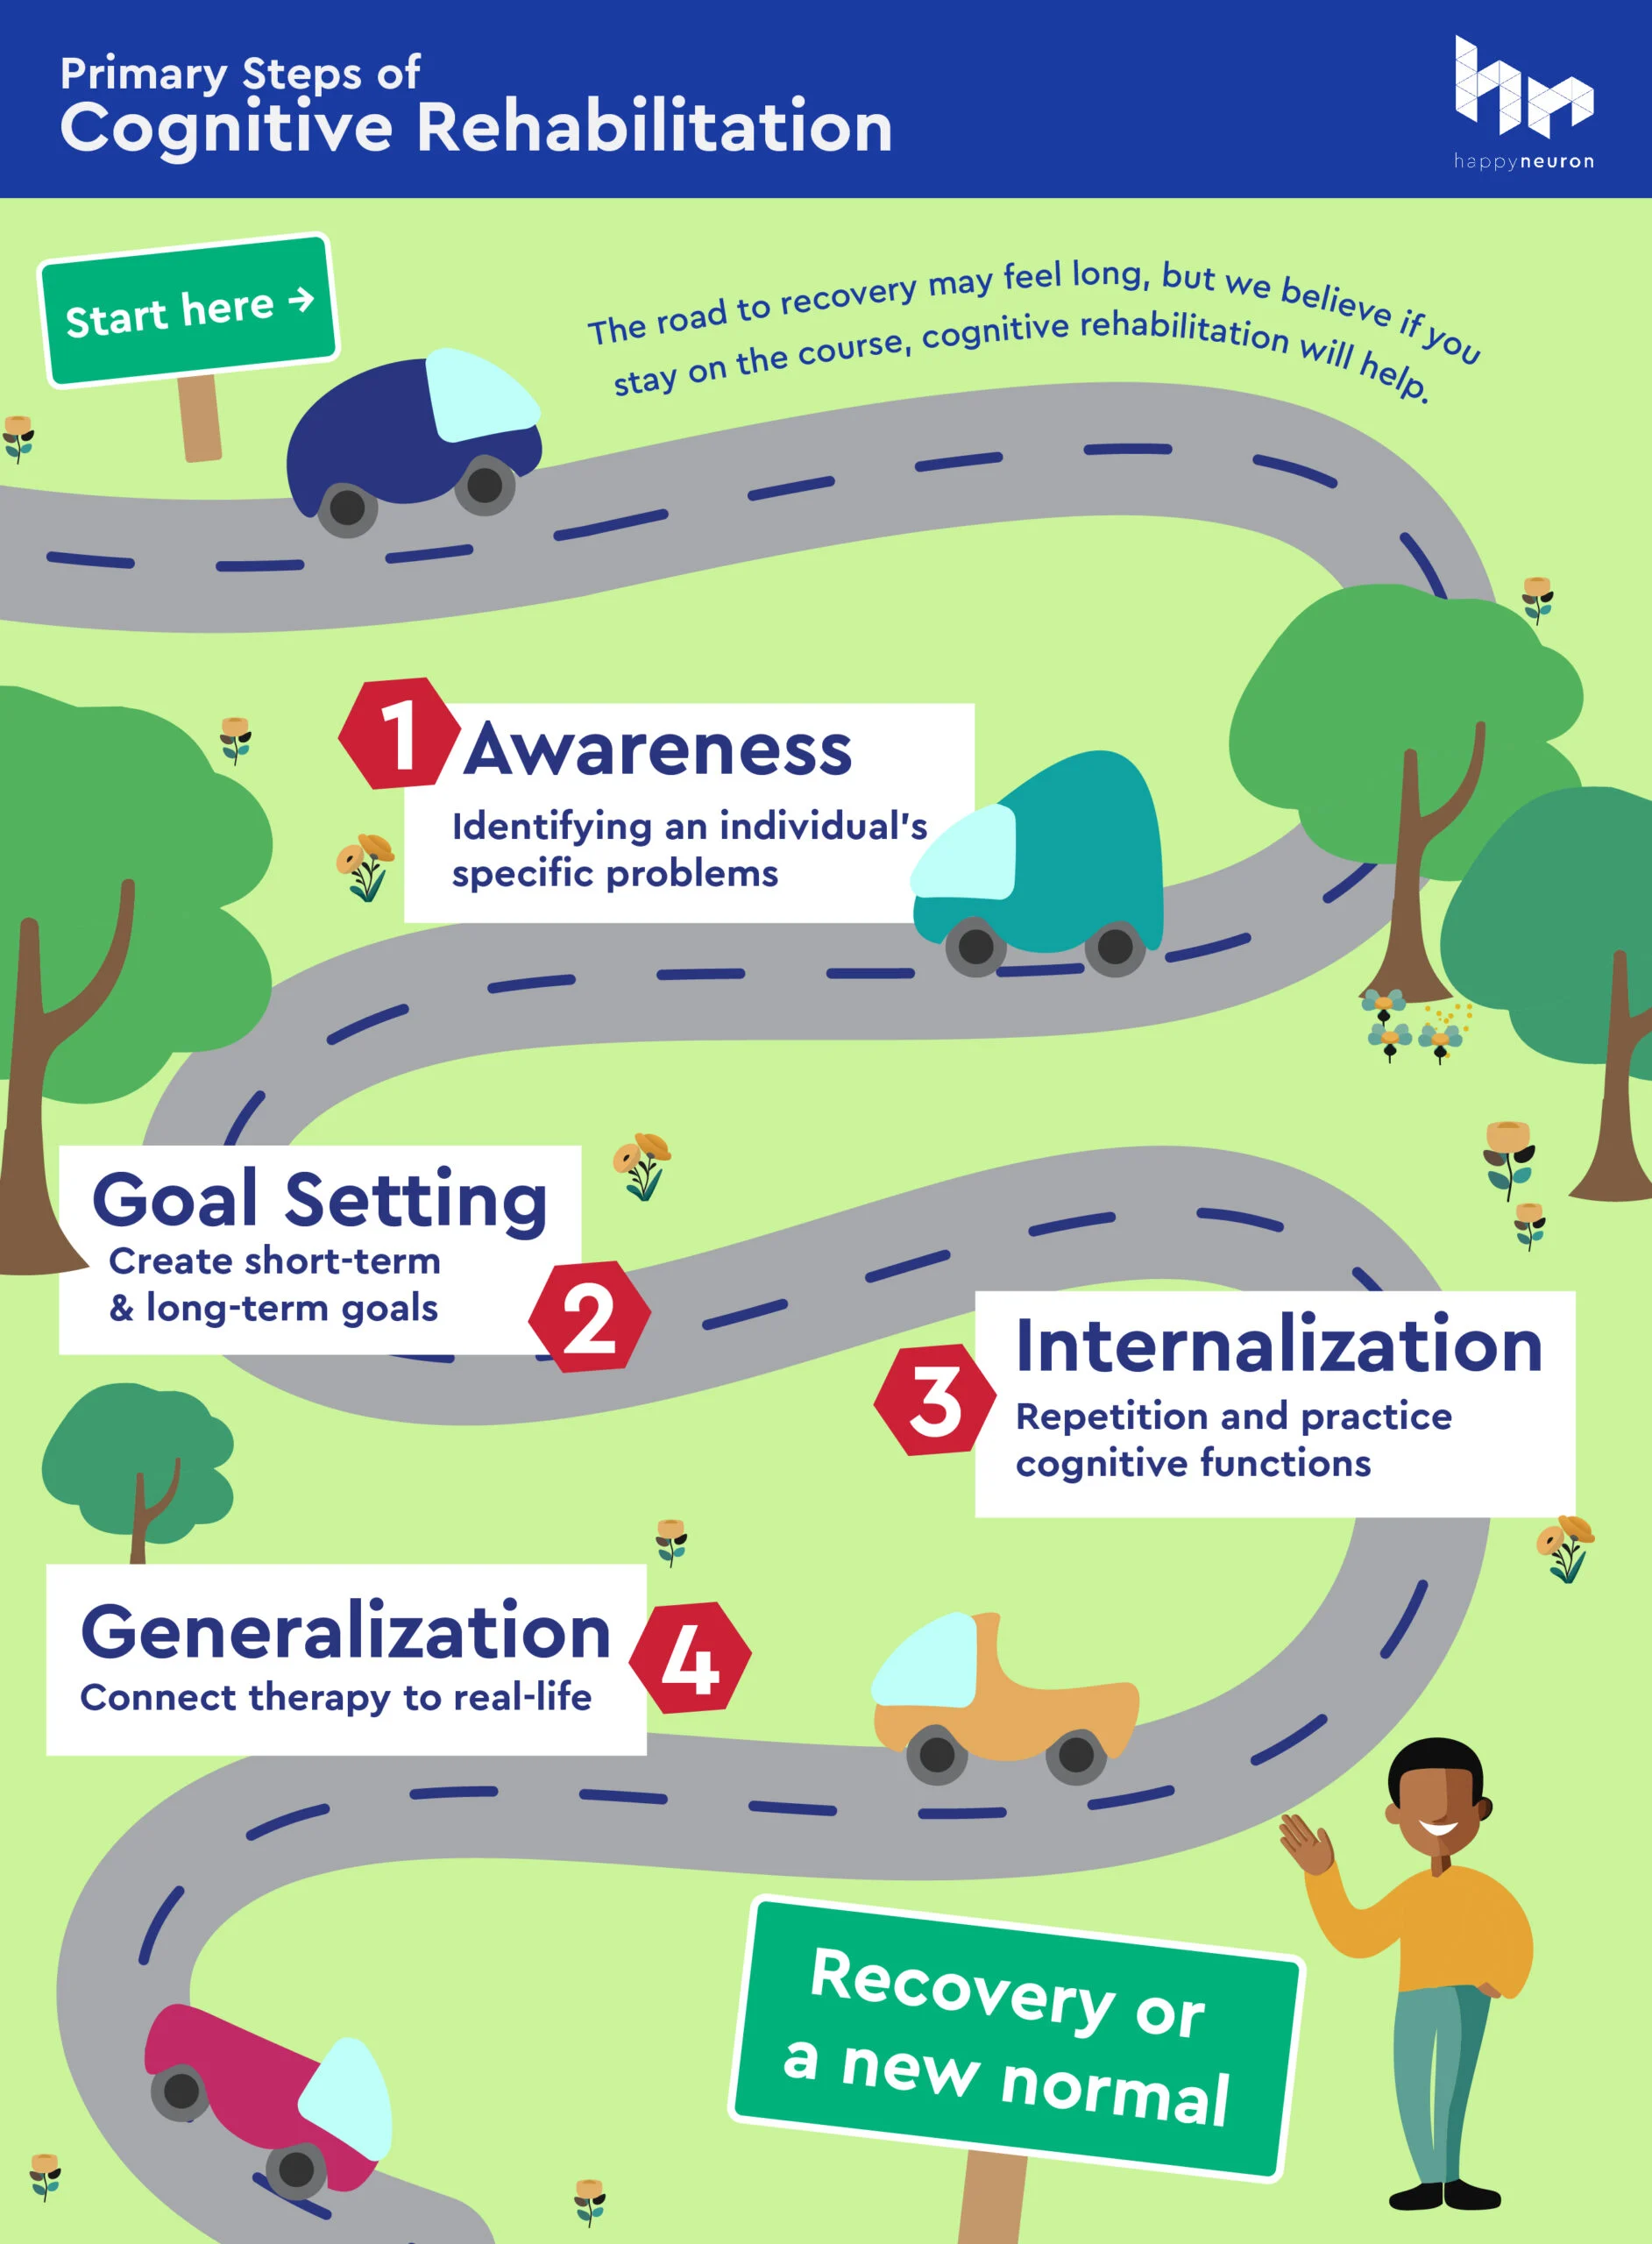 Primary Steps of
Cognitive Rehabilitation
happyneuron
Start here →
The road to recovery may feel long, but we believe if you
stay on the course, cognitive rehabilitation will help.
1
Awareness
Identifying an individual's
specific problems
Goal Setting
Create short-term
& long-term goals
2
3
Internalization
Repetition and practice
cognitive functions
Generalization
Connect therapy to real-life
4
Recovery or
a new normal